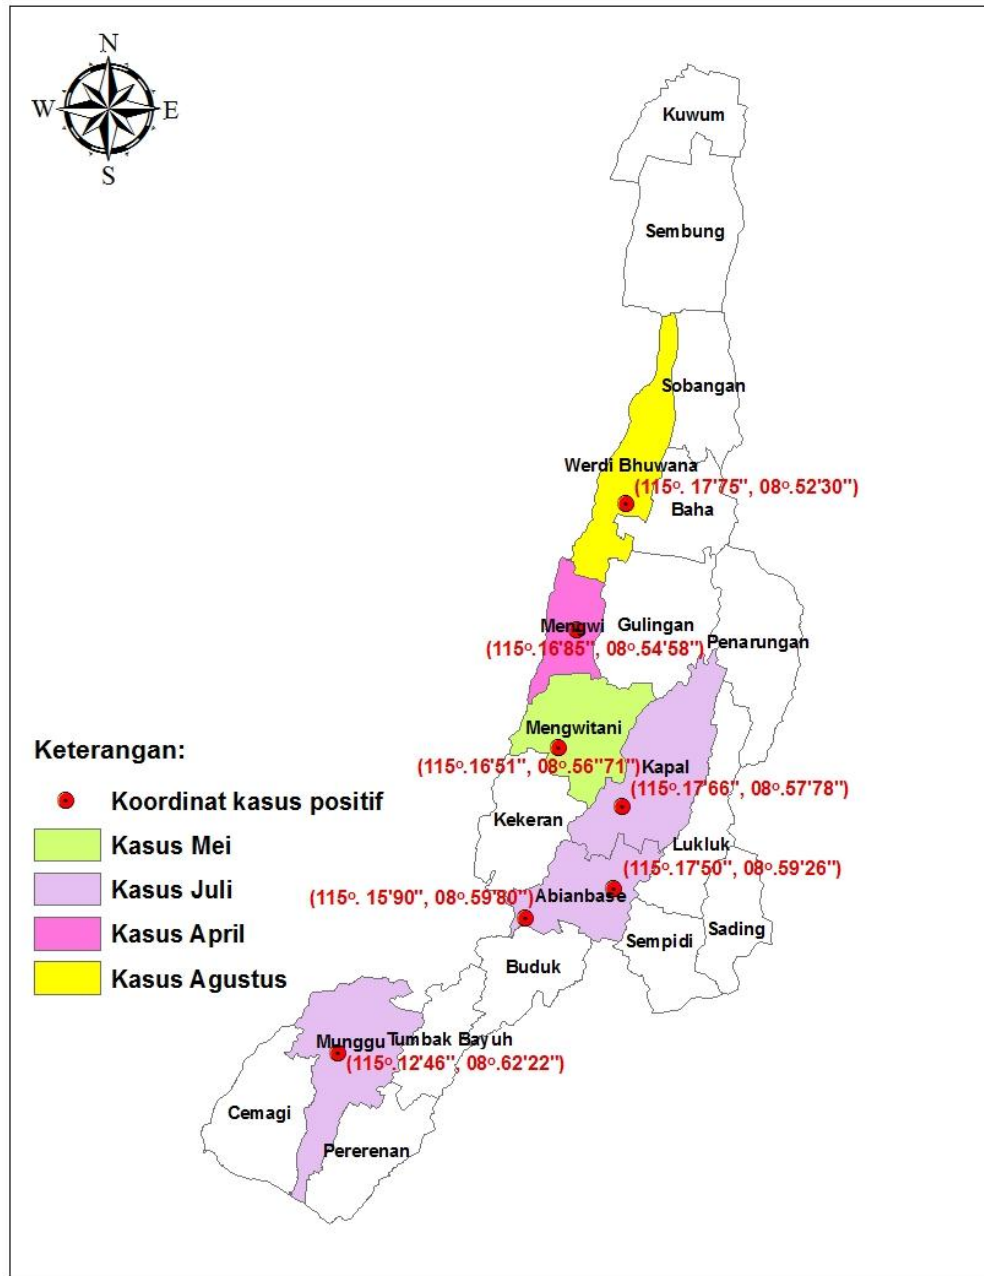 N
W E
S
Kuwum
Sembung
Sobangan
Werdi Bhuwana
(115º. 17'75", 08º.52'30")
Baha
Mengwi
Gulingan
(115º.16'85", 08º.54'58")
Penarungan
Mengwitani
(115º.16'51", 08º.56"71")
Kapal
(115º.17'66", 08º.57'78")
Kekeran
Lukluk
(115º.17'50", 08º.59'26")
(115º. 15'90", 08º.59'80")
Abianbase
Sading
Sempidi
Buduk
Munggu
Tumbak Bayuh
(115º.12'46", 08º.62'22")
Cemagi
Pererenan
Keterangan:
Koordinat kasus positif
Kasus Mei
Kasus Juli
Kasus April
Kasus Agustus